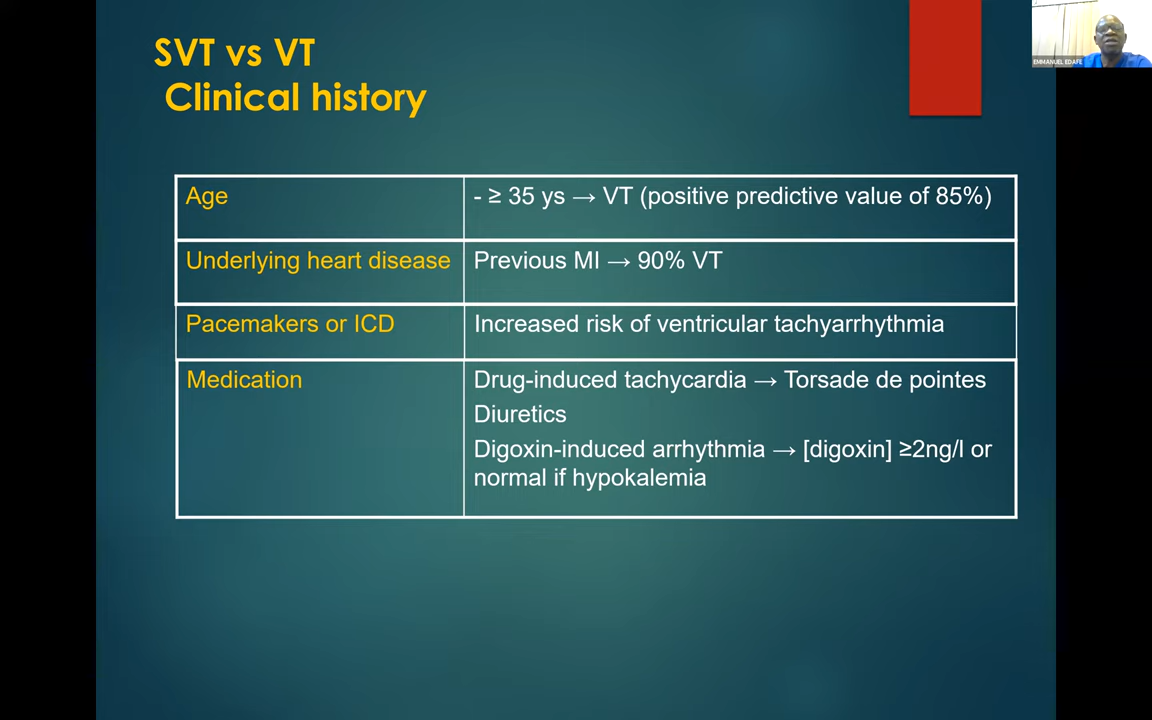 SVT vs VT
Clinical history
EMMANUEL EDAFE
Age
- ≥ 35 ys → VT (positive predictive value of 85%)
Underlying heart disease
Previous MI → 90% VT
Pacemakers or ICD
Increased risk of ventricular tachyarrhythmia
Medication
Drug-induced tachycardia → Torsade de pointes
Diuretics
Digoxin-induced arrhythmia → [digoxin] ≥2ng/l or
normal if hypokalemia